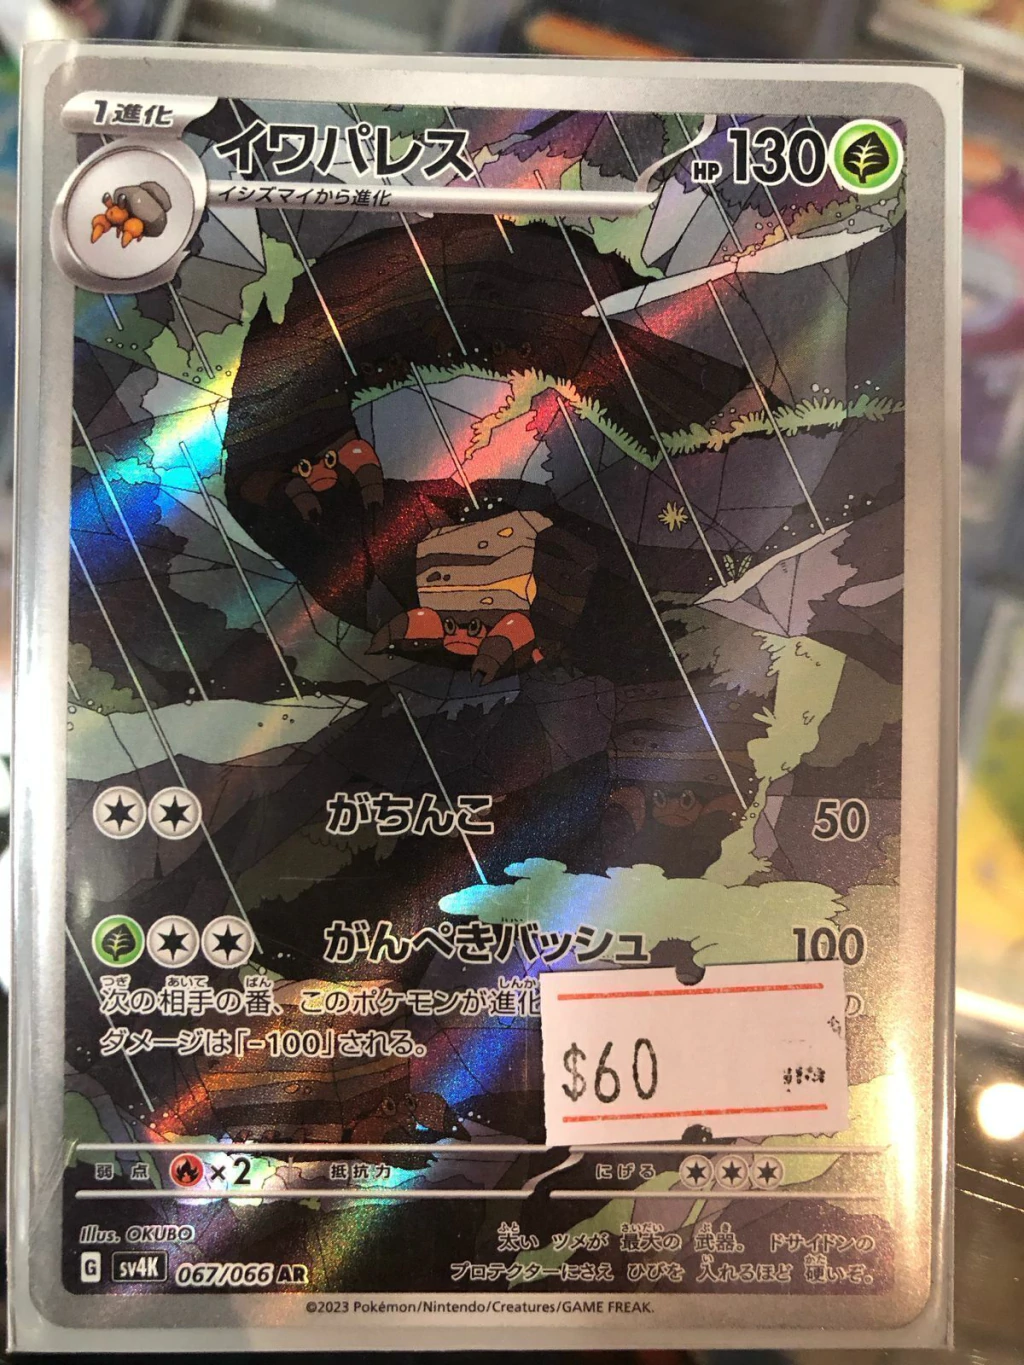 1進化
イワパレス
HP 130
イシズマイから進化
がちんこ 50
がんぺきバッシュ 100
次の相手の番、このポケモンが進化 の
ダメージは「-100」される。
$60
弱点 ×2 抵抗力 にげる
Illus. OKUBO
太い ツメが 最大の 武器。 ドサイドンの
プロテクターにさえ ひびを 入れるほど 硬いぞ。
G sv4K 067/066 AR
©2023 Pokémon/Nintendo/Creatures/GAME FREAK.